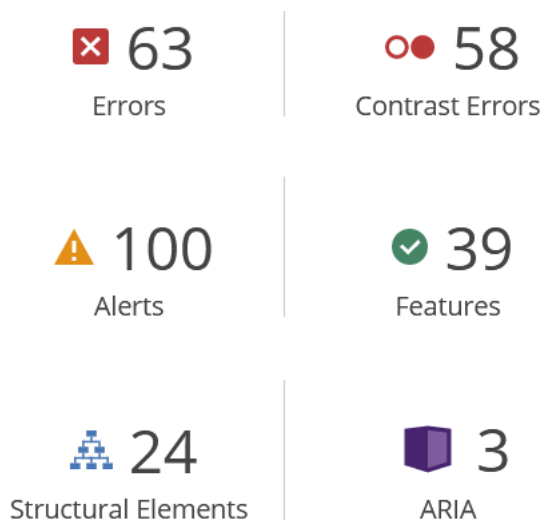 63 58
Errors Contrast Errors
100 39
Alerts Features
24 3
Structural Elements ARIA